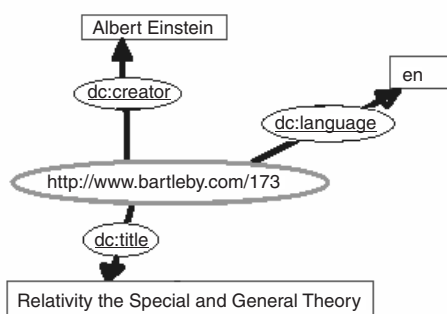 Albert Einstein
en
dc:creator
dc:language
http://www.bartleby.com/173
dc:title
Relativity the Special and General Theory